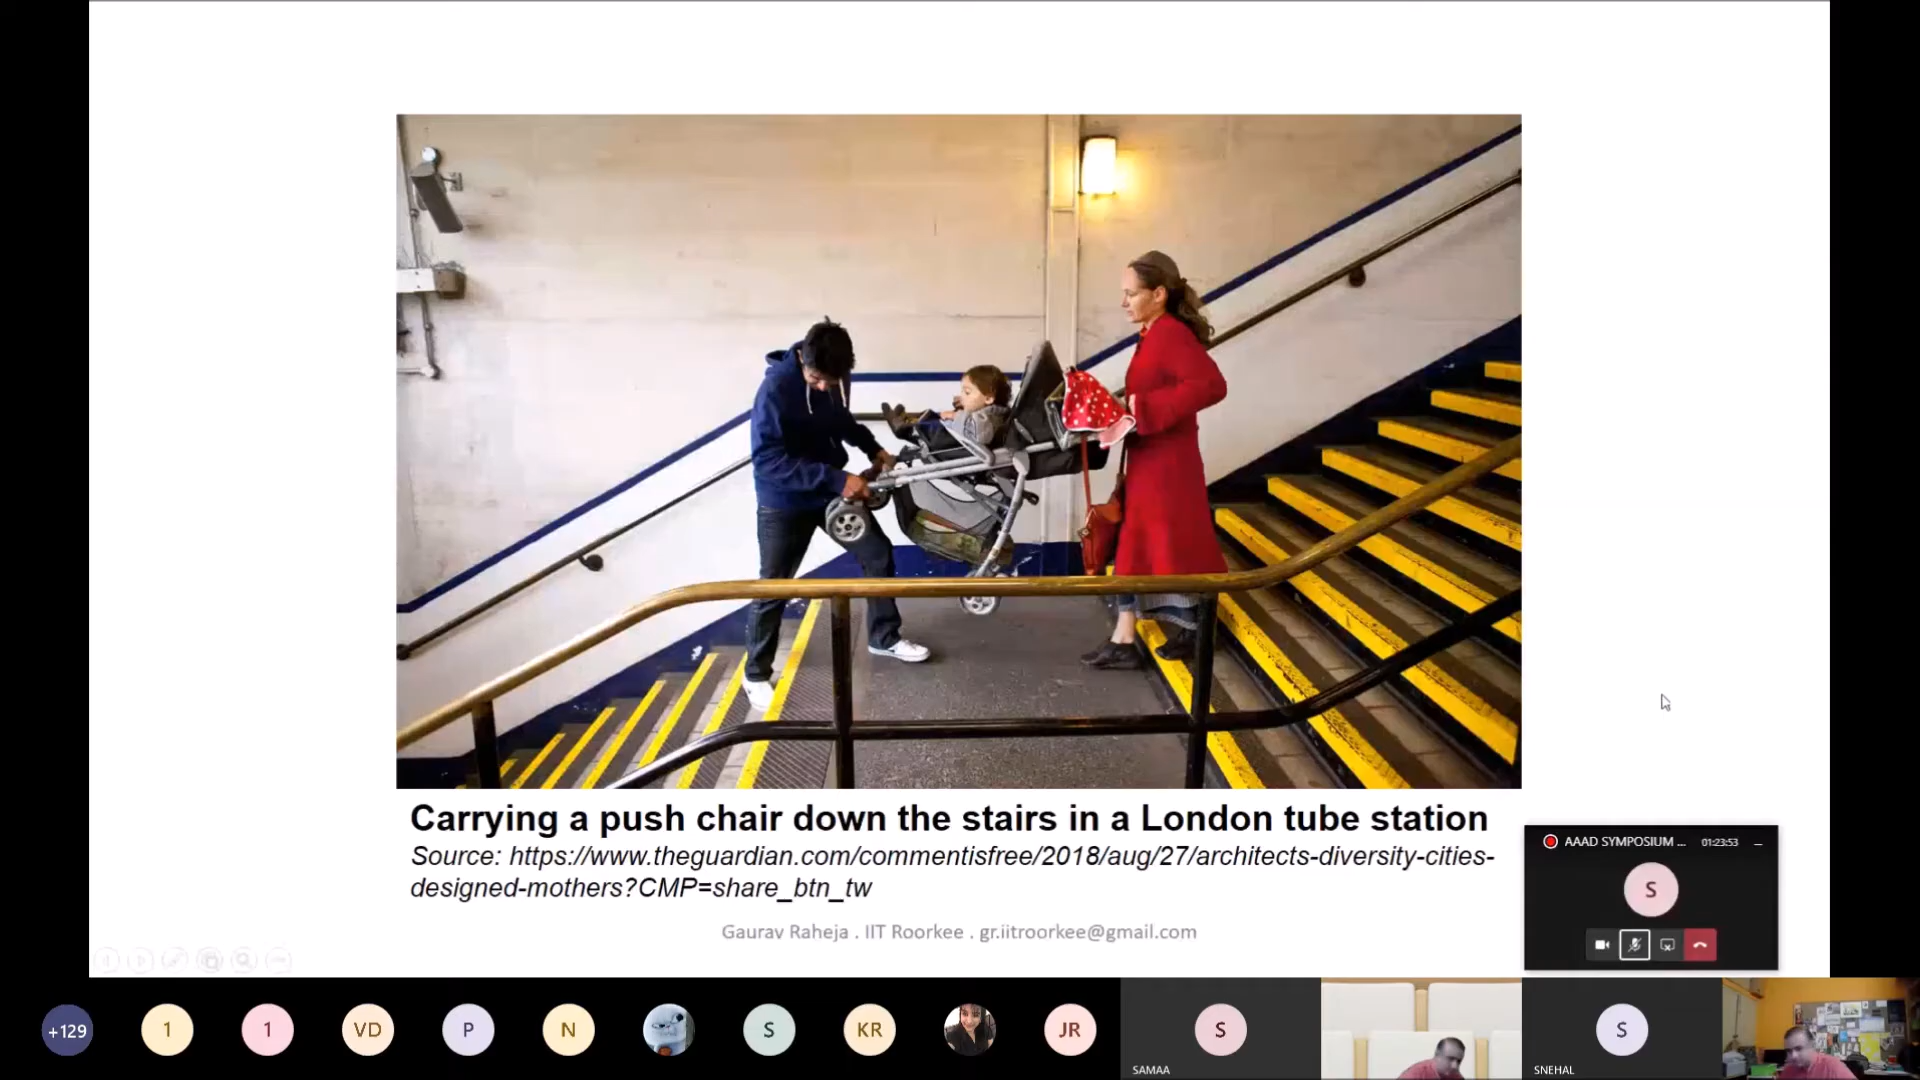 Carrying a push chair down the stairs in a London tube station
Source: https://www.theguardian.com/commentisfree/2018/aug/27/architects-diversity-cities-
designed-mothers?CMP=share_btn_tw
Gaurav Raheja . IIT Roorkee . gr.iitroorkee@gmail.com
AAAD SYMPOSIUM ... 01:23:53
S
+129
1
1
VD
P
N
S
KR
JR
S
SAMAA
S
SNEHAL